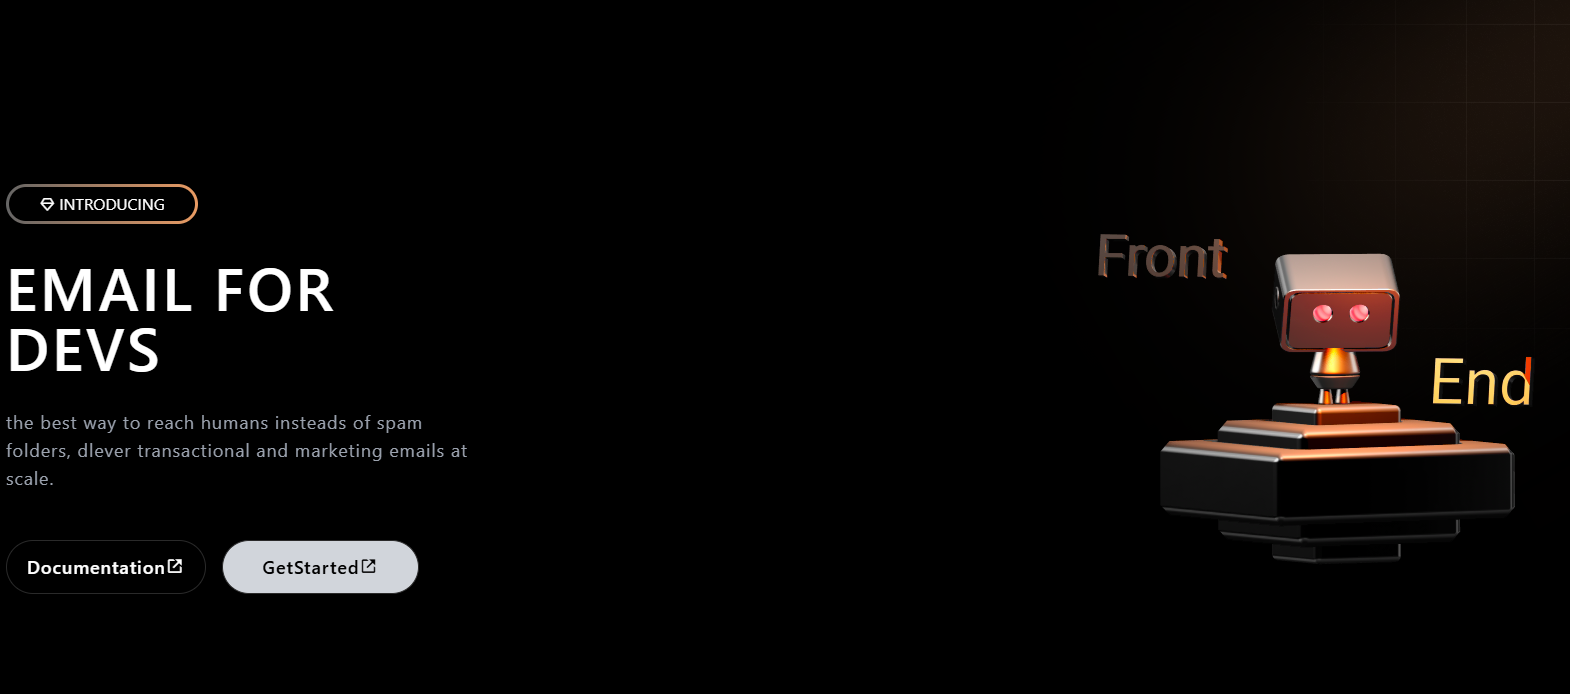 INTRODUCING
EMAIL FOR
DEVS
the best way to reach humans insteads of spam
folders, dlever transactional and marketing emails at
scale.
Documentation
GetStarted
Front
End